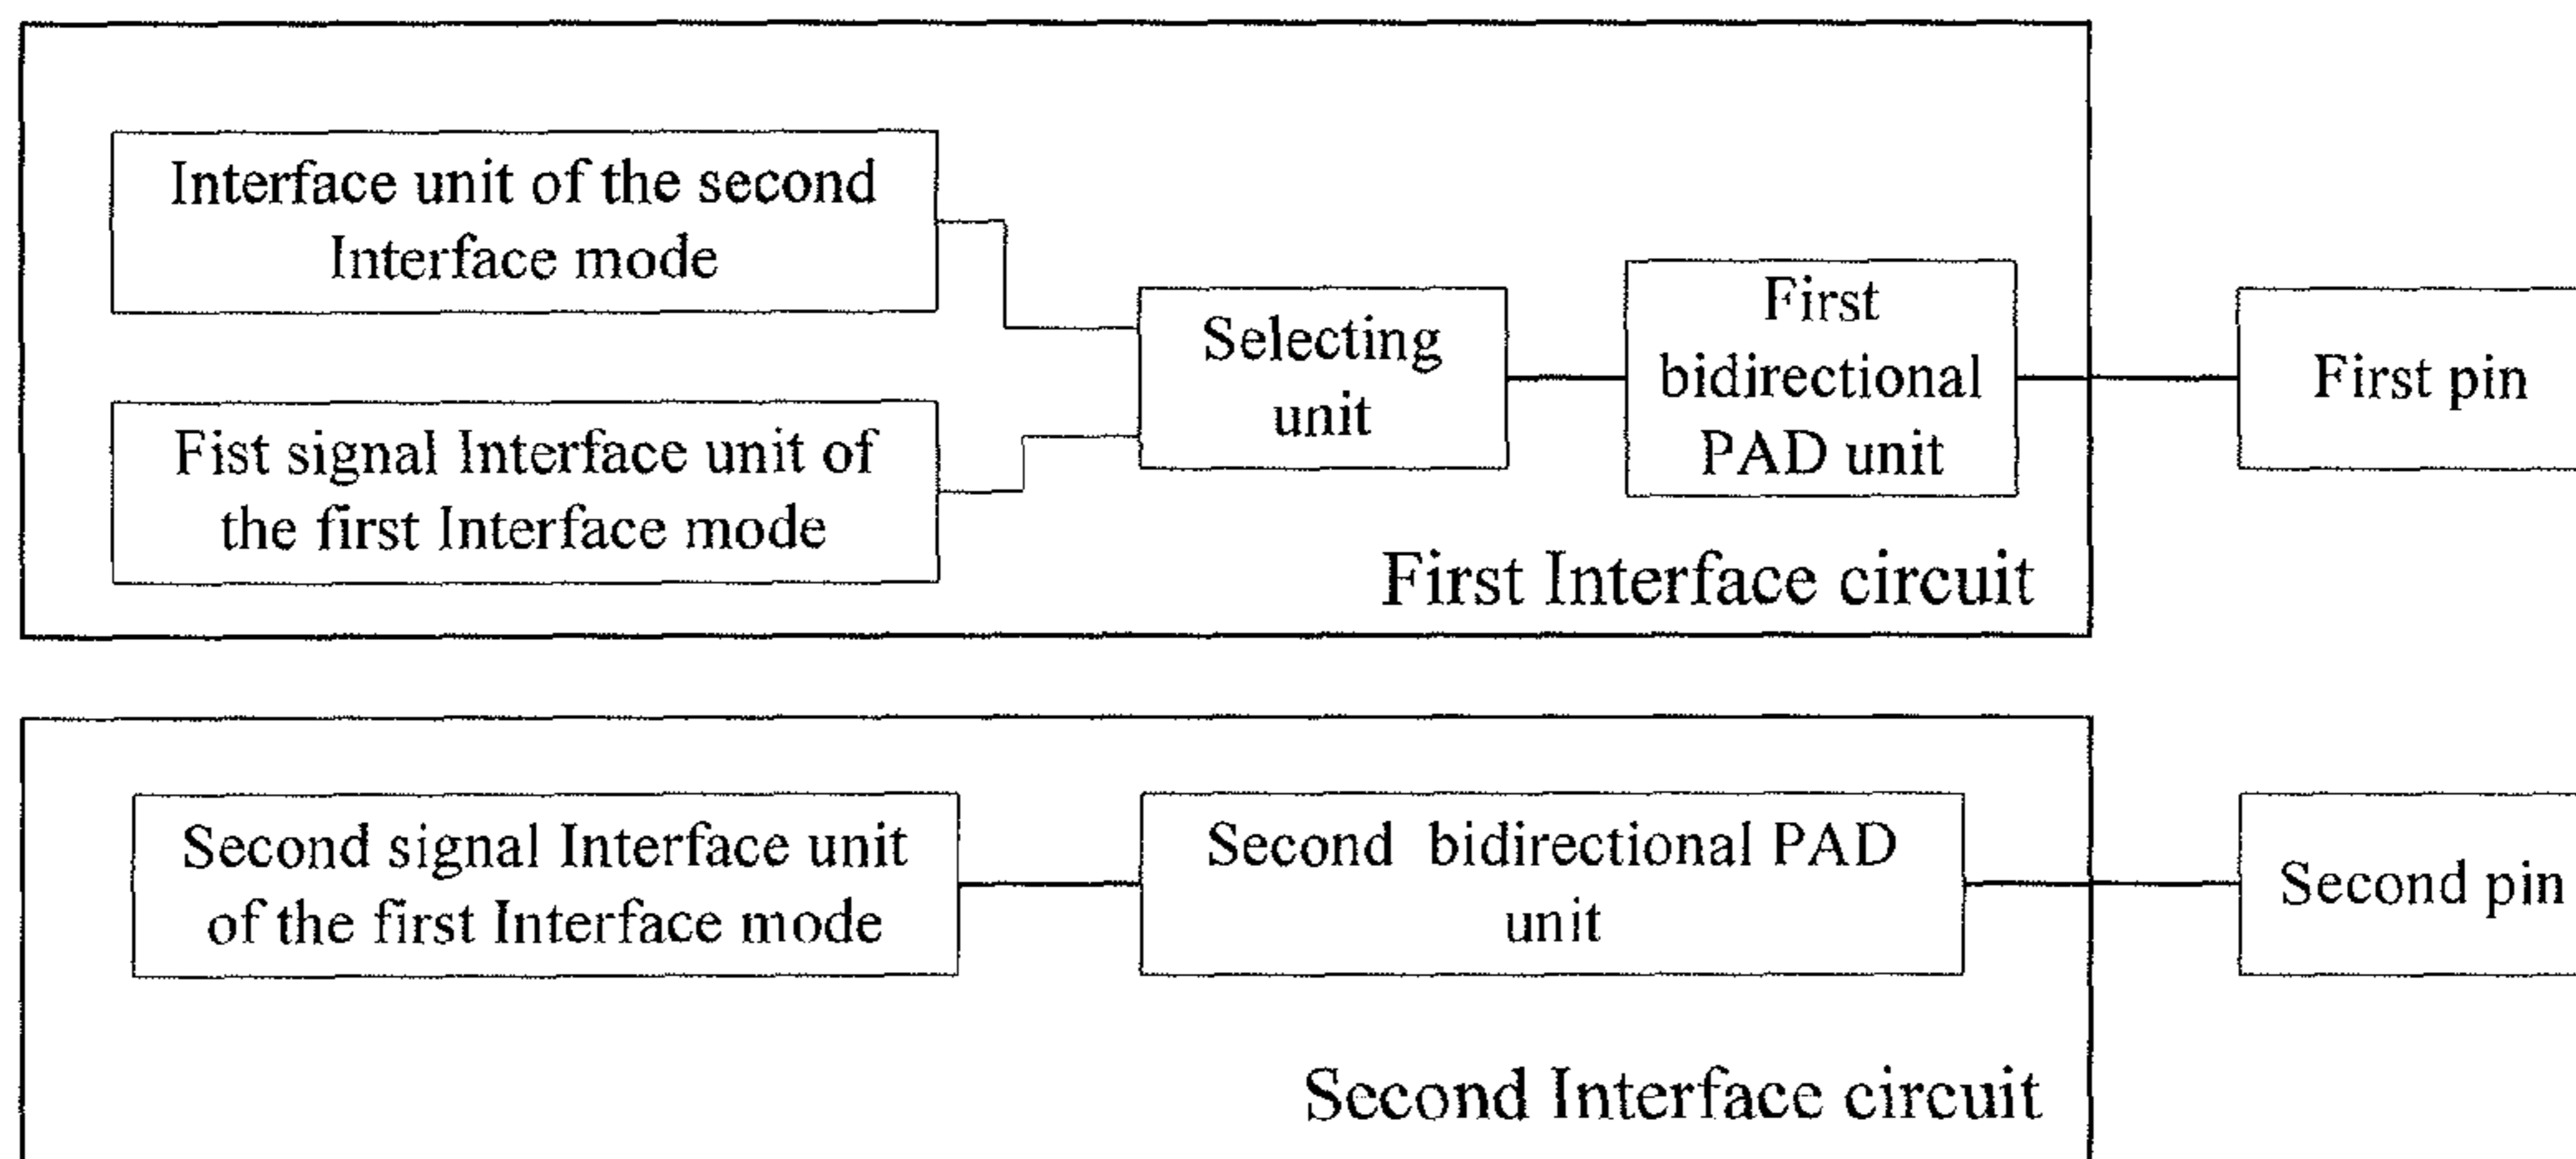 Interface unit of the second
Interface mode
Fist signal Interface unit of
the first Interface mode
Selecting
unit
First
bidirectional
PAD unit
First pin
First Interface circuit
Second signal Interface unit
of the first Interface mode
Second bidirectional PAD
unit
Second pin
Second Interface circuit